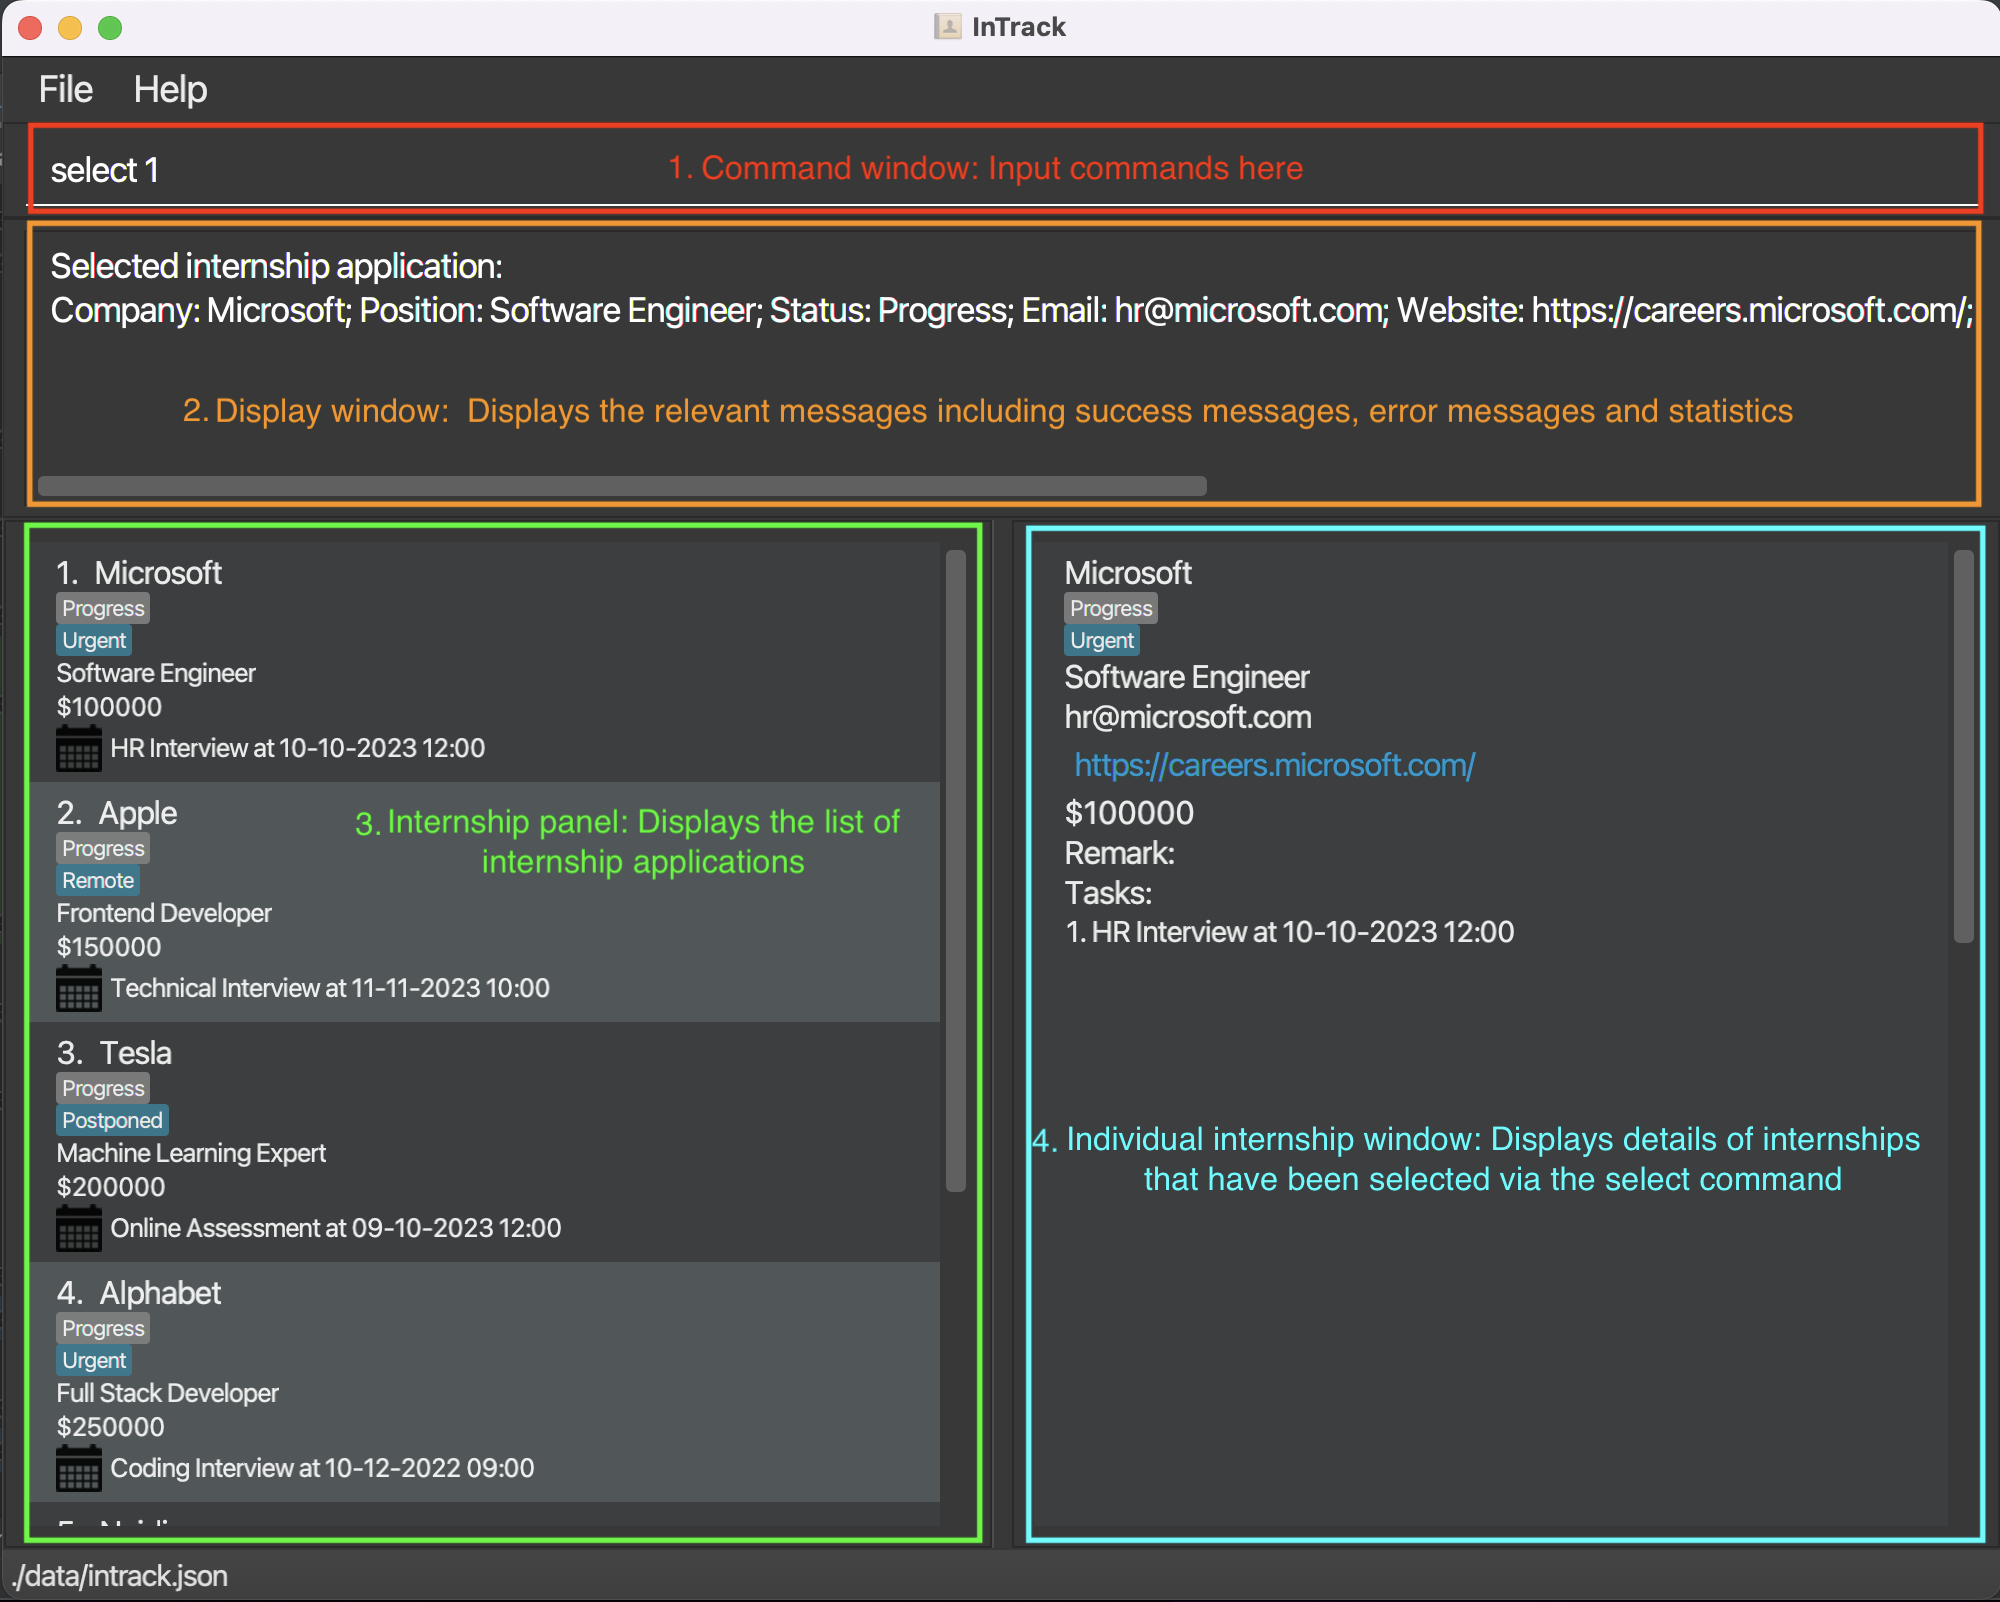 InTrack
File Help
select 1
1. Command window: Input commands here
Selected internship application:
Company: Microsoft; Position: Software Engineer; Status: Progress; Email: hr@microsoft.com; Website: https://careers.microsoft.com/;
2. Display window: Displays the relevant messages including success messages, error messages and statistics
1. Microsoft
Progress
Urgent
Software Engineer
$100000
HR Interview at 10-10-2023 12:00
2. Apple
Progress
Remote
Frontend Developer
$150000
Technical Interview at 11-11-2023 10:00
3. Internship panel: Displays the list of
internship applications
3. Tesla
Progress
Postponed
Machine Learning Expert
$200000
Online Assessment at 09-10-2023 12:00
4. Alphabet
Progress
Urgent
Full Stack Developer
$250000
Coding Interview at 10-12-2022 09:00
Microsoft
Progress
Urgent
Software Engineer
hr@microsoft.com
https://careers.microsoft.com/
$100000
Remark:
Tasks:
1. HR Interview at 10-10-2023 12:00
4. Individual internship window: Displays details of internships
that have been selected via the select command
./data/intrack.json